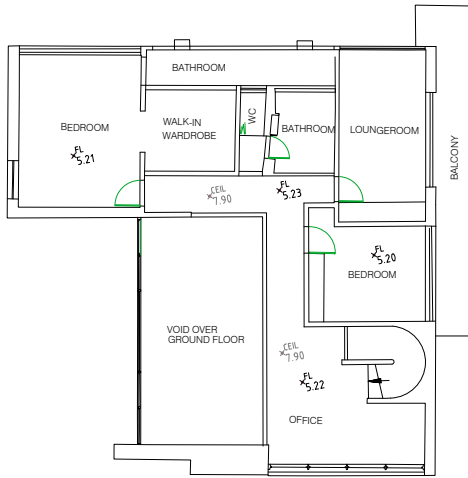 BATHROOM
BEDROOM
FL
5.21
WALK-IN
WARDROBE
WC
BATHROOM
LOUNGEROOM
BALCONY
CEIL
7.90
FL
5.23
FL
5.20
BEDROOM
VOID OVER
GROUND FLOOR
CEIL
7.90
FL
5.22
OFFICE